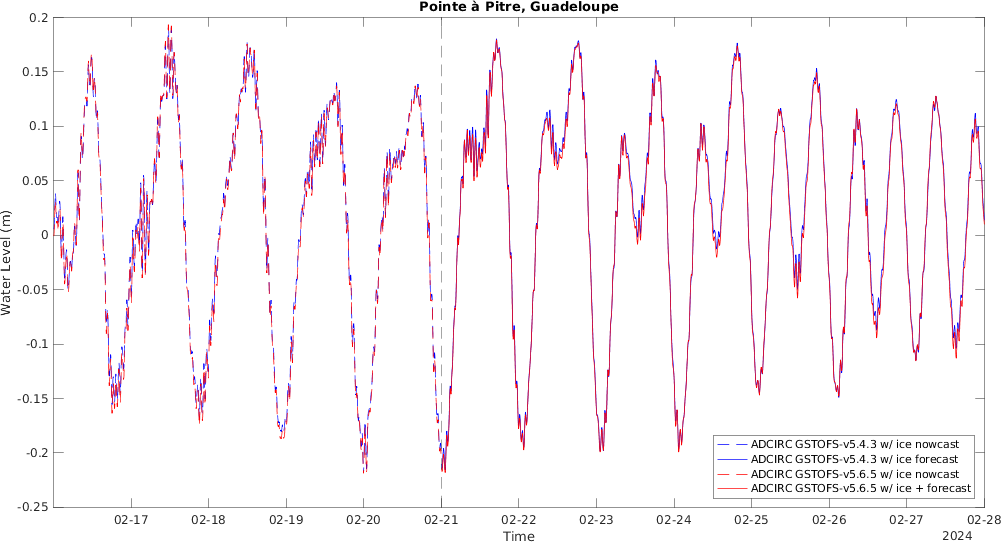 Pointe à Pitre, Guadeloupe
0.2
0.15
0.1
0.05
0
-0.05
-0.1
-0.15
-0.2
-0.25
Water Level (m)
ADCIRC GSTOFS-v5.4.3 w/ ice nowcast
ADCIRC GSTOFS-v5.4.3 w/ ice forecast
ADCIRC GSTOFS-v5.6.5 w/ ice nowcast
ADCIRC GSTOFS-v5.6.5 w/ ice + forecast
02-17 02-18 02-19 02-20 02-21 02-22 02-23 02-24 02-25 02-26 02-27 02-28
Time
2024